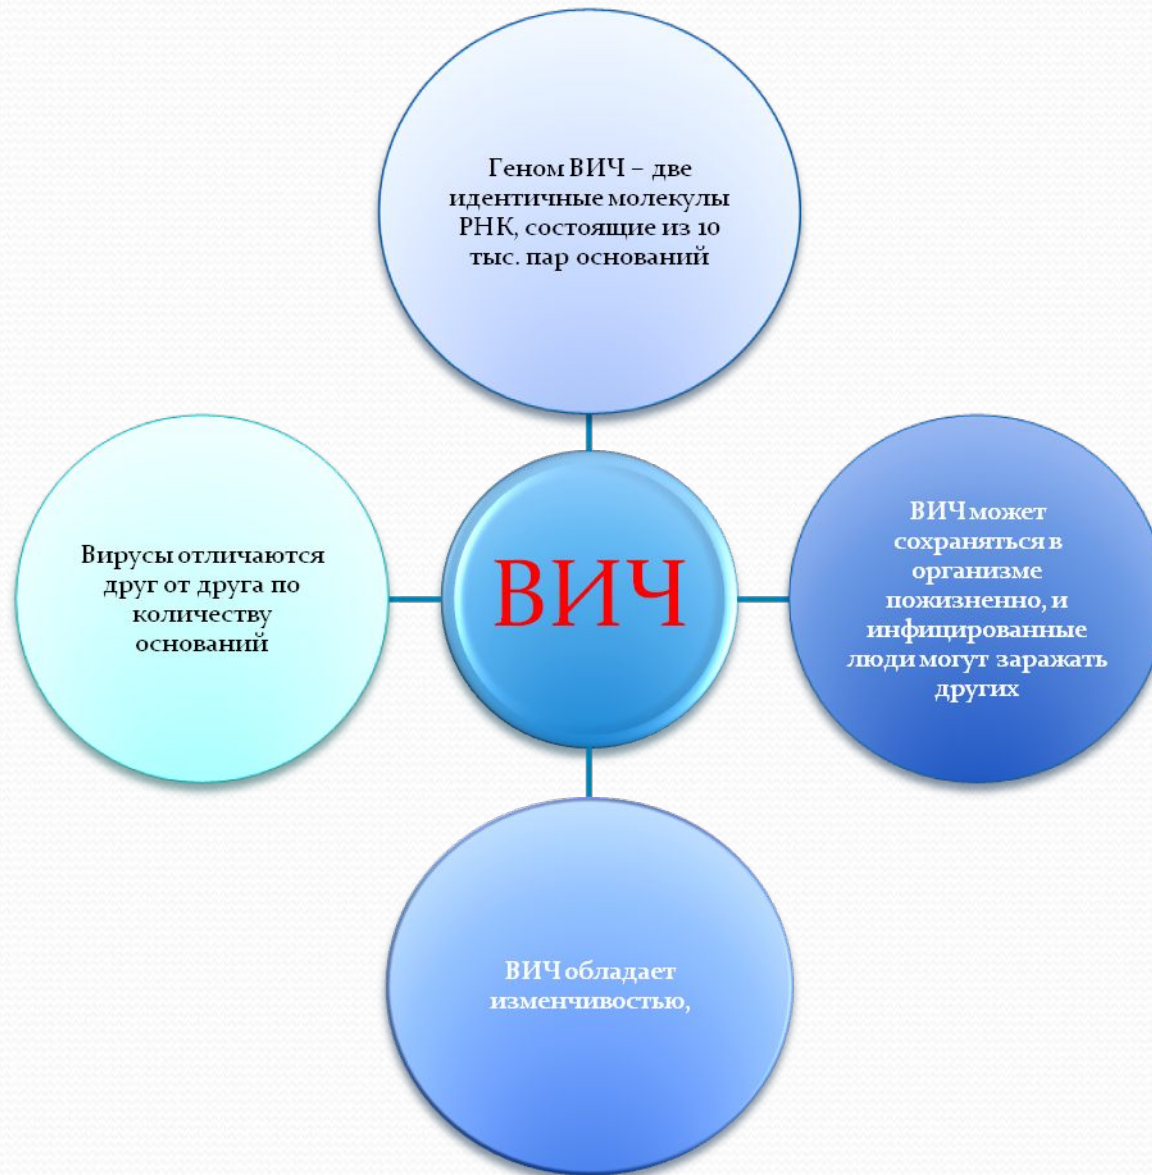 Геном ВИЧ – две
идентичные молекулы
РНК, состоящие из 10
тыс. пар оснований
Вирусы отличаются
друг от друга по
количеству
оснований
ВИЧ
ВИЧ может
сохраняться в
организме
пожизненно, и
инфицированные
люди могут заражать
других
ВИЧ обладает
изменчивостью,